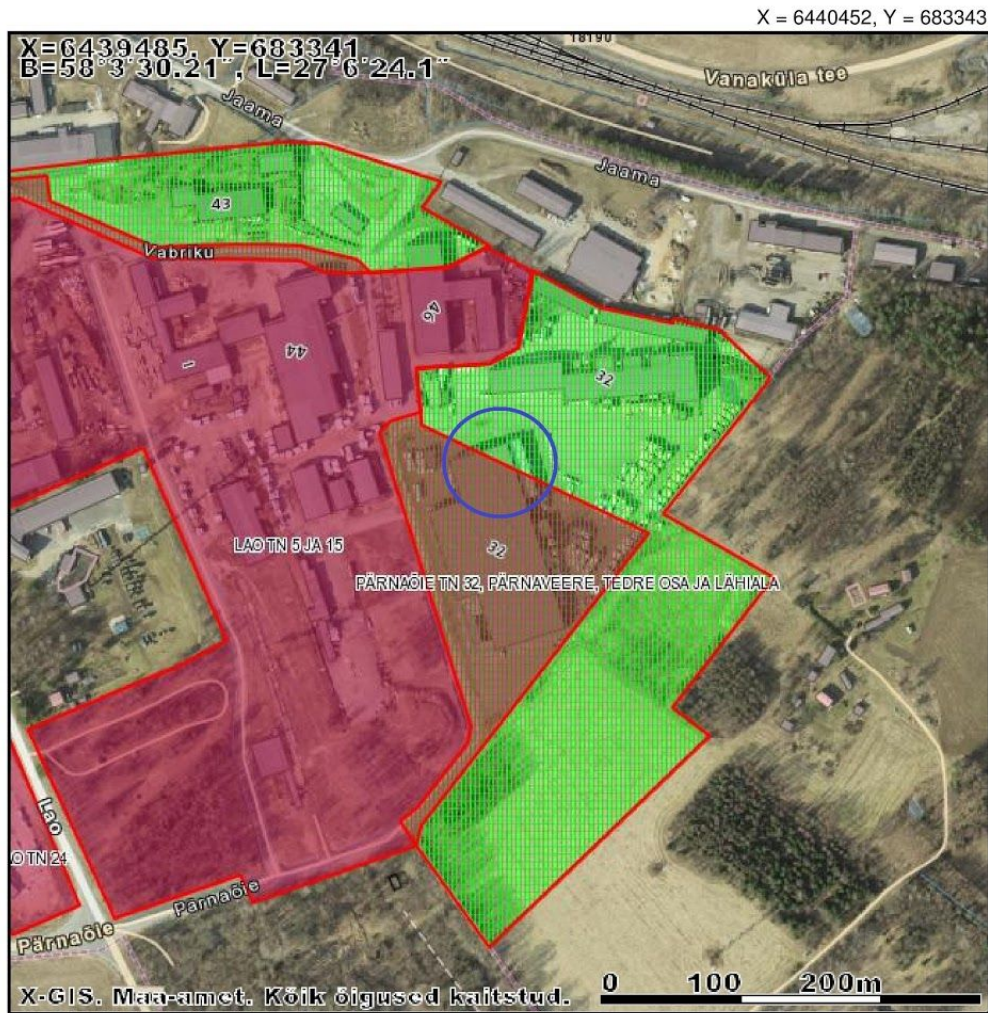 X = 6440452, Y = 683343
X=6439485, Y=683341
B=58°3'30.21", L=27°6'24.1"
18190
Vanaküla tee
Jaama
Jaama
43
Vabriku
46
44
1
32
LAO TN 5 JA 15
32
PÄRNAÕIE TN 32, PÄRNAVEERE, TEDRE OSA JA LÄHIALA
Lao
O TN 24
Pärnaõie
Pärnaõie
X-GIS. Maa-amet. Kõik õigused kaitstud.
0 100 200m